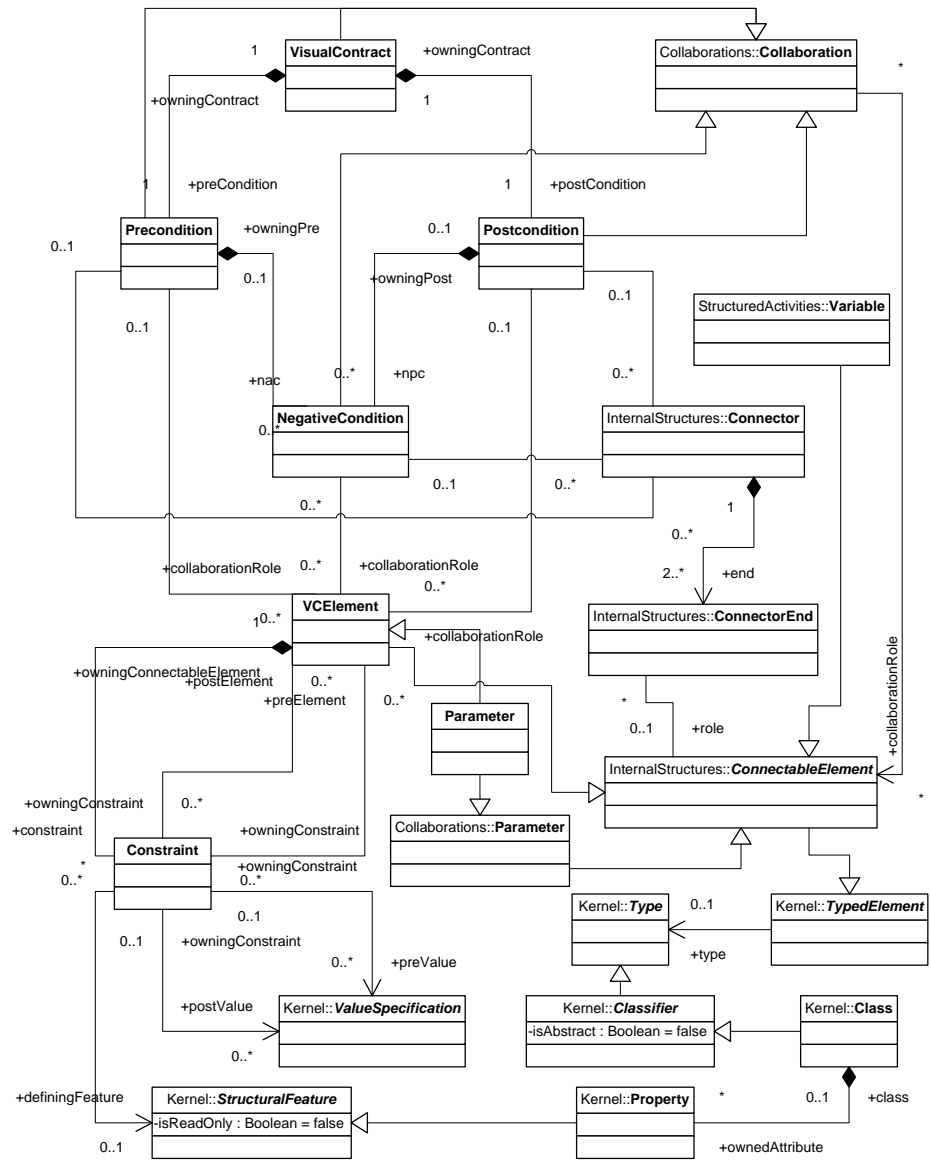 1
VisualContract
+owningContract
Collaborations::Collaboration
*
+owningContract
1
1
+preCondition
1
+postCondition
Precondition
+owningPre
0..1
Postcondition
0..1
0..1
+owningPost
0..1
0..1
0..1
StructuredActivities::Variable
+nac
0..*
+npc
0..*
NegativeCondition
InternalStructures::Connector
0..*
0..1
0..*
0..*
1
0..*
+collaborationRole
0..*
+collaborationRole
2..*
+end
0..*
VCElement
InternalStructures::ConnectorEnd
1
0..*
+collaborationRole
+owningConnectableElement
+postElement
0..*
+preElement
0..*
*
0..1
+role
+collaborationRole
Parameter
InternalStructures::ConnectableElement
*
+owningConstraint
0..*
+constraint
+owningConstraint
Collaborations::Parameter
Constraint
*
0..*
+owningConstraint
0..*
0..1
0..1
+owningConstraint
Kernel::Type
0..1
Kernel::TypedElement
+type
0..*
+preValue
+postValue
Kernel::ValueSpecification
Kernel::Classifier
-isAbstract : Boolean = false
Kernel::Class
0..*
+definingFeature
Kernel::StructuralFeature
-isReadOnly : Boolean = false
Kernel::Property
*
0..1
+class
0..1
+ownedAttribute